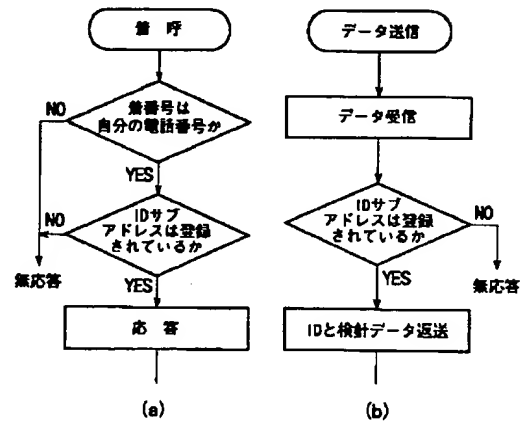 着 呼
着番号は
自分の電話番号か
NO
YES
IDサブ
アドレスは登録
されているか
NO
無応答
YES
応 答
(a)
データ送信
データ受信
IDサブ
アドレスは登録
されているか
NO
無応答
YES
IDと検針データ返送
(b)